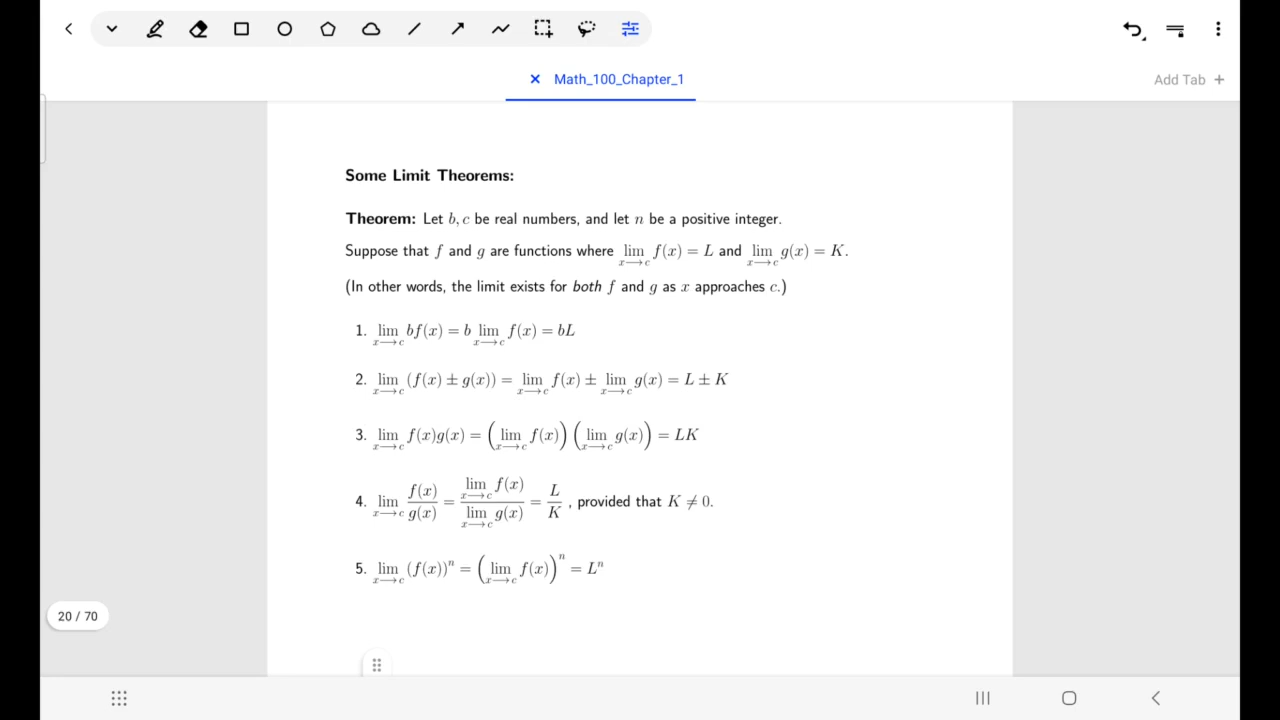 Math_100_Chapter_1
Add Tab +
Some Limit Theorems:
Theorem: Let b, c be real numbers, and let n be a positive integer.
Suppose that f and g are functions where lim_{x⟶c} f(x) = L and lim_{x⟶c} g(x) = K.
(In other words, the limit exists for both f and g as x approaches c.)
1. lim_{x⟶c} bf(x) = b lim_{x⟶c} f(x) = bL
2. lim_{x⟶c} (f(x) ± g(x)) = lim_{x⟶c} f(x) ± lim_{x⟶c} g(x) = L ± K
3. lim_{x⟶c} f(x)g(x) = (lim_{x⟶c} f(x)) (lim_{x⟶c} g(x)) = LK
4. lim_{x⟶c} f(x)/g(x) = lim_{x⟶c} f(x) / lim_{x⟶c} g(x) = L/K , provided that K ≠ 0.
5. lim_{x⟶c} (f(x))^n = (lim_{x⟶c} f(x))^n = L^n
20 / 70